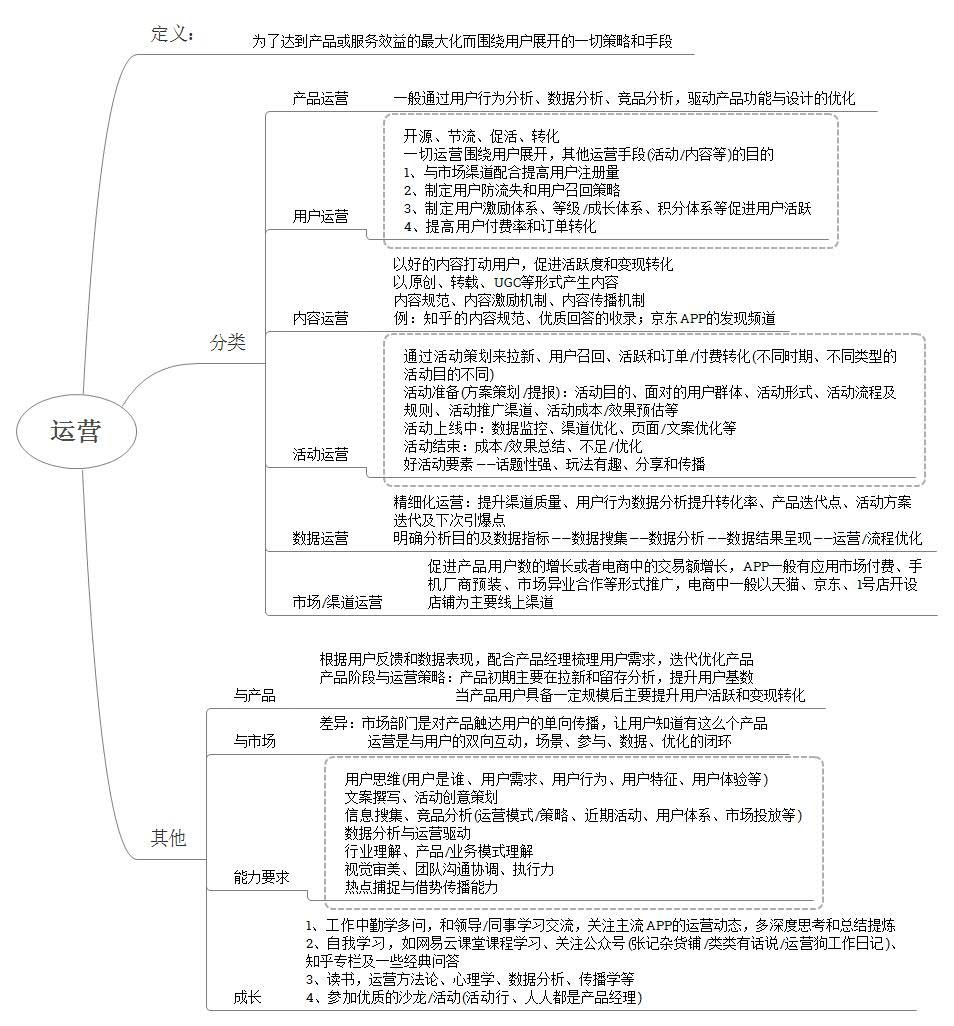 运营
定义：
为了达到产品或服务效益的最大化而围绕用户展开的一切策略和手段
分类
产品运营
一般通过用户行为分析、数据分析、竞品分析，驱动产品功能与设计的优化
用户运营
开源、节流、促活、转化
一切运营围绕用户展开，其他运营手段(活动/内容等)的目的
1、与市场渠道配合提高用户注册量
2、制定用户防流失和用户召回策略
3、制定用户激励体系、等级/成长体系、积分体系等促进用户活跃
4、提高用户付费率和订单转化
内容运营
以好的内容打动用户，促进活跃度和变现转化
以原创、转载、UGC等形式产生内容
内容规范、内容激励机制、内容传播机制
例：知乎的内容规范、优质回答的收录；京东APP的发现频道
活动运营
通过活动策划来拉新、用户召回、活跃和订单/付费转化(不同时期、不同类型的
活动目的不同)
活动准备(方案策划/提报)：活动目的、面对的用户群体、活动形式、活动流程及
规则、活动推广渠道、活动成本/效果预估等
活动上线中：数据监控、渠道优化、页面/文案优化等
活动结束：成本/效果总结、不足/优化
好活动要素——话题性强、玩法有趣、分享和传播
数据运营
精细化运营：提升渠道质量、用户行为数据分析提升转化率、产品迭代点、活动方案
迭代及下次引爆点
明确分析目的及数据指标——数据搜集——数据分析——数据结果呈现——运营/流程优化
市场/渠道运营
促进产品用户数的增长或者电商中的交易额增长，APP一般有应用市场付费、手
机厂商预装、市场异业合作等形式推广，电商中一般以天猫、京东、1号店开设
店铺为主要线上渠道
其他
与产品
根据用户反馈和数据表现，配合产品经理梳理用户需求，迭代优化产品
产品阶段与运营策略：产品初期主要在拉新和留存分析，提升用户基数
当产品用户具备一定规模后主要提升用户活跃和变现转化
与市场
差异：市场部门是对产品触达用户的单向传播，让用户知道有这么个产品
运营是与用户的双向互动，场景、参与、数据、优化的闭环
能力要求
用户思维(用户是谁、用户需求、用户行为、用户特征、用户体验等)
文案撰写、活动创意策划
信息搜集、竞品分析(运营模式/策略、近期活动、用户体系、市场投放等)
数据分析与运营驱动
行业理解、产品/业务模式理解
视觉审美、团队沟通协调、执行力
热点捕捉与借势传播能力
成长
1、工作中勤学多问，和领导/同事学习交流，关注主流APP的运营动态，多深度思考和总结提炼
2、自我学习，如网易云课堂课程学习、关注公众号(张记杂货铺/类类有话说/运营狗工作日记)、
知乎专栏及一些经典问答
3、读书，运营方法论、心理学、数据分析、传播学等
4、参加优质的沙龙/活动(活动行、人人都是产品经理)